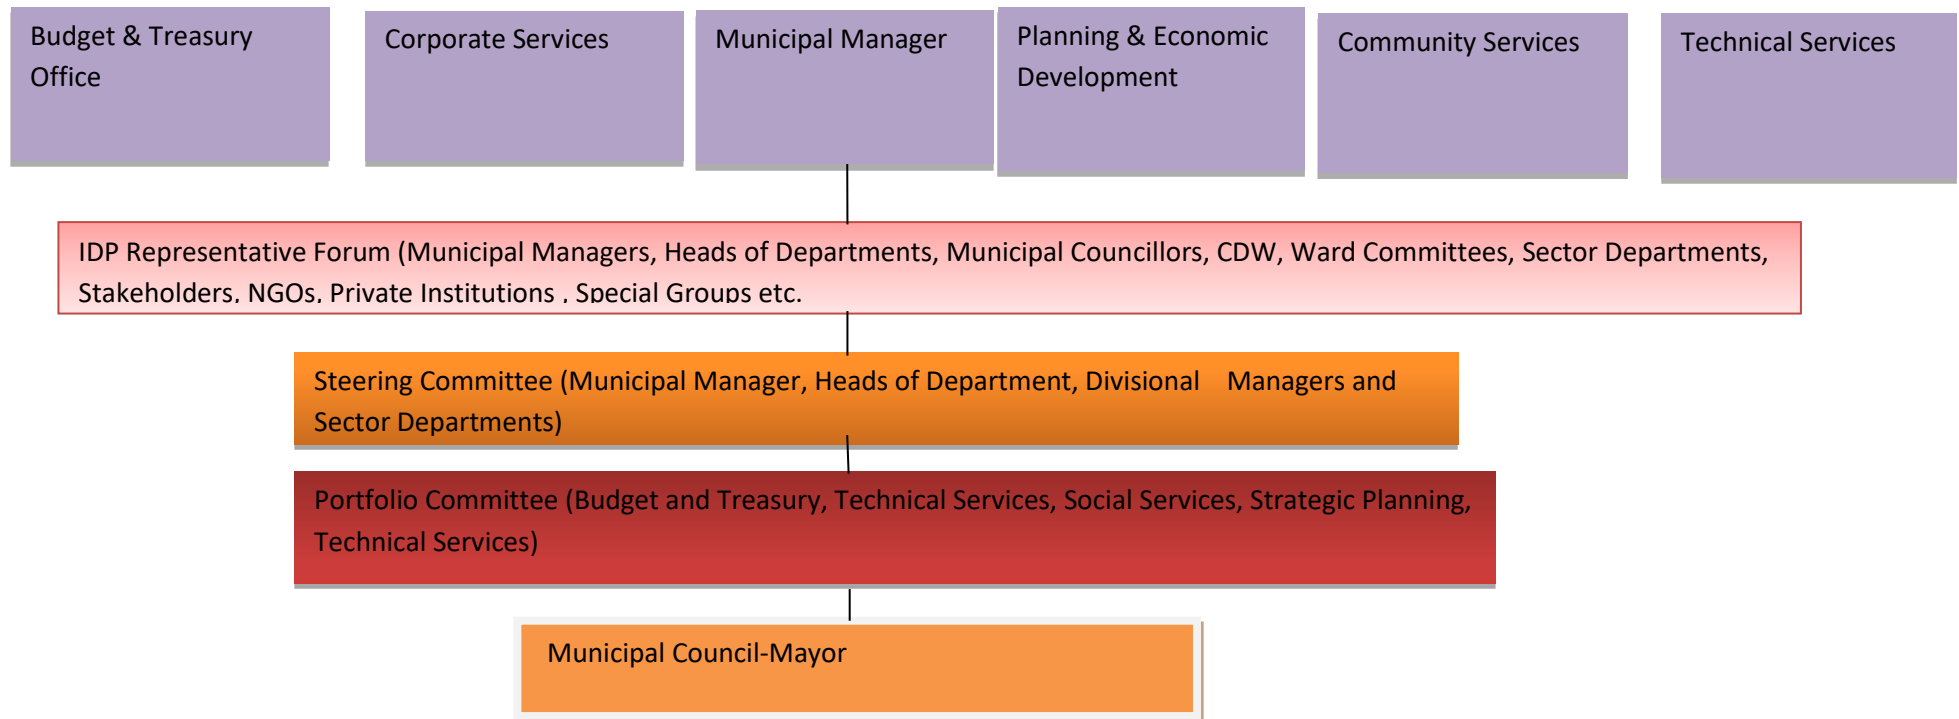 Budget & Treasury
Office
Corporate Services
Municipal Manager
Planning & Economic
Development
Community Services
Technical Services
IDP Representative Forum (Municipal Managers, Heads of Departments, Municipal Councillors, CDW, Ward Committees, Sector Departments,
Stakeholders, NGOs, Private Institutions , Special Groups etc.
Steering Committee (Municipal Manager, Heads of Department, Divisional Managers and
Sector Departments)
Portfolio Committee (Budget and Treasury, Technical Services, Social Services, Strategic Planning,
Technical Services)
Municipal Council-Mayor